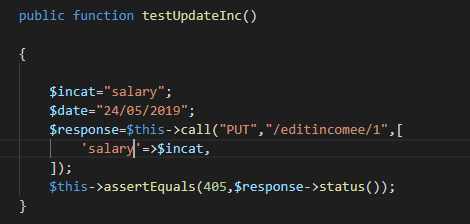 public function testUpdateInc()
{
$incat="salary";
$date="24/05/2019";
$response=$this->call("PUT","/editincomee/1",[
'salary'=>$incat,
]);
$this->assertEquals(405,$response->status());
}